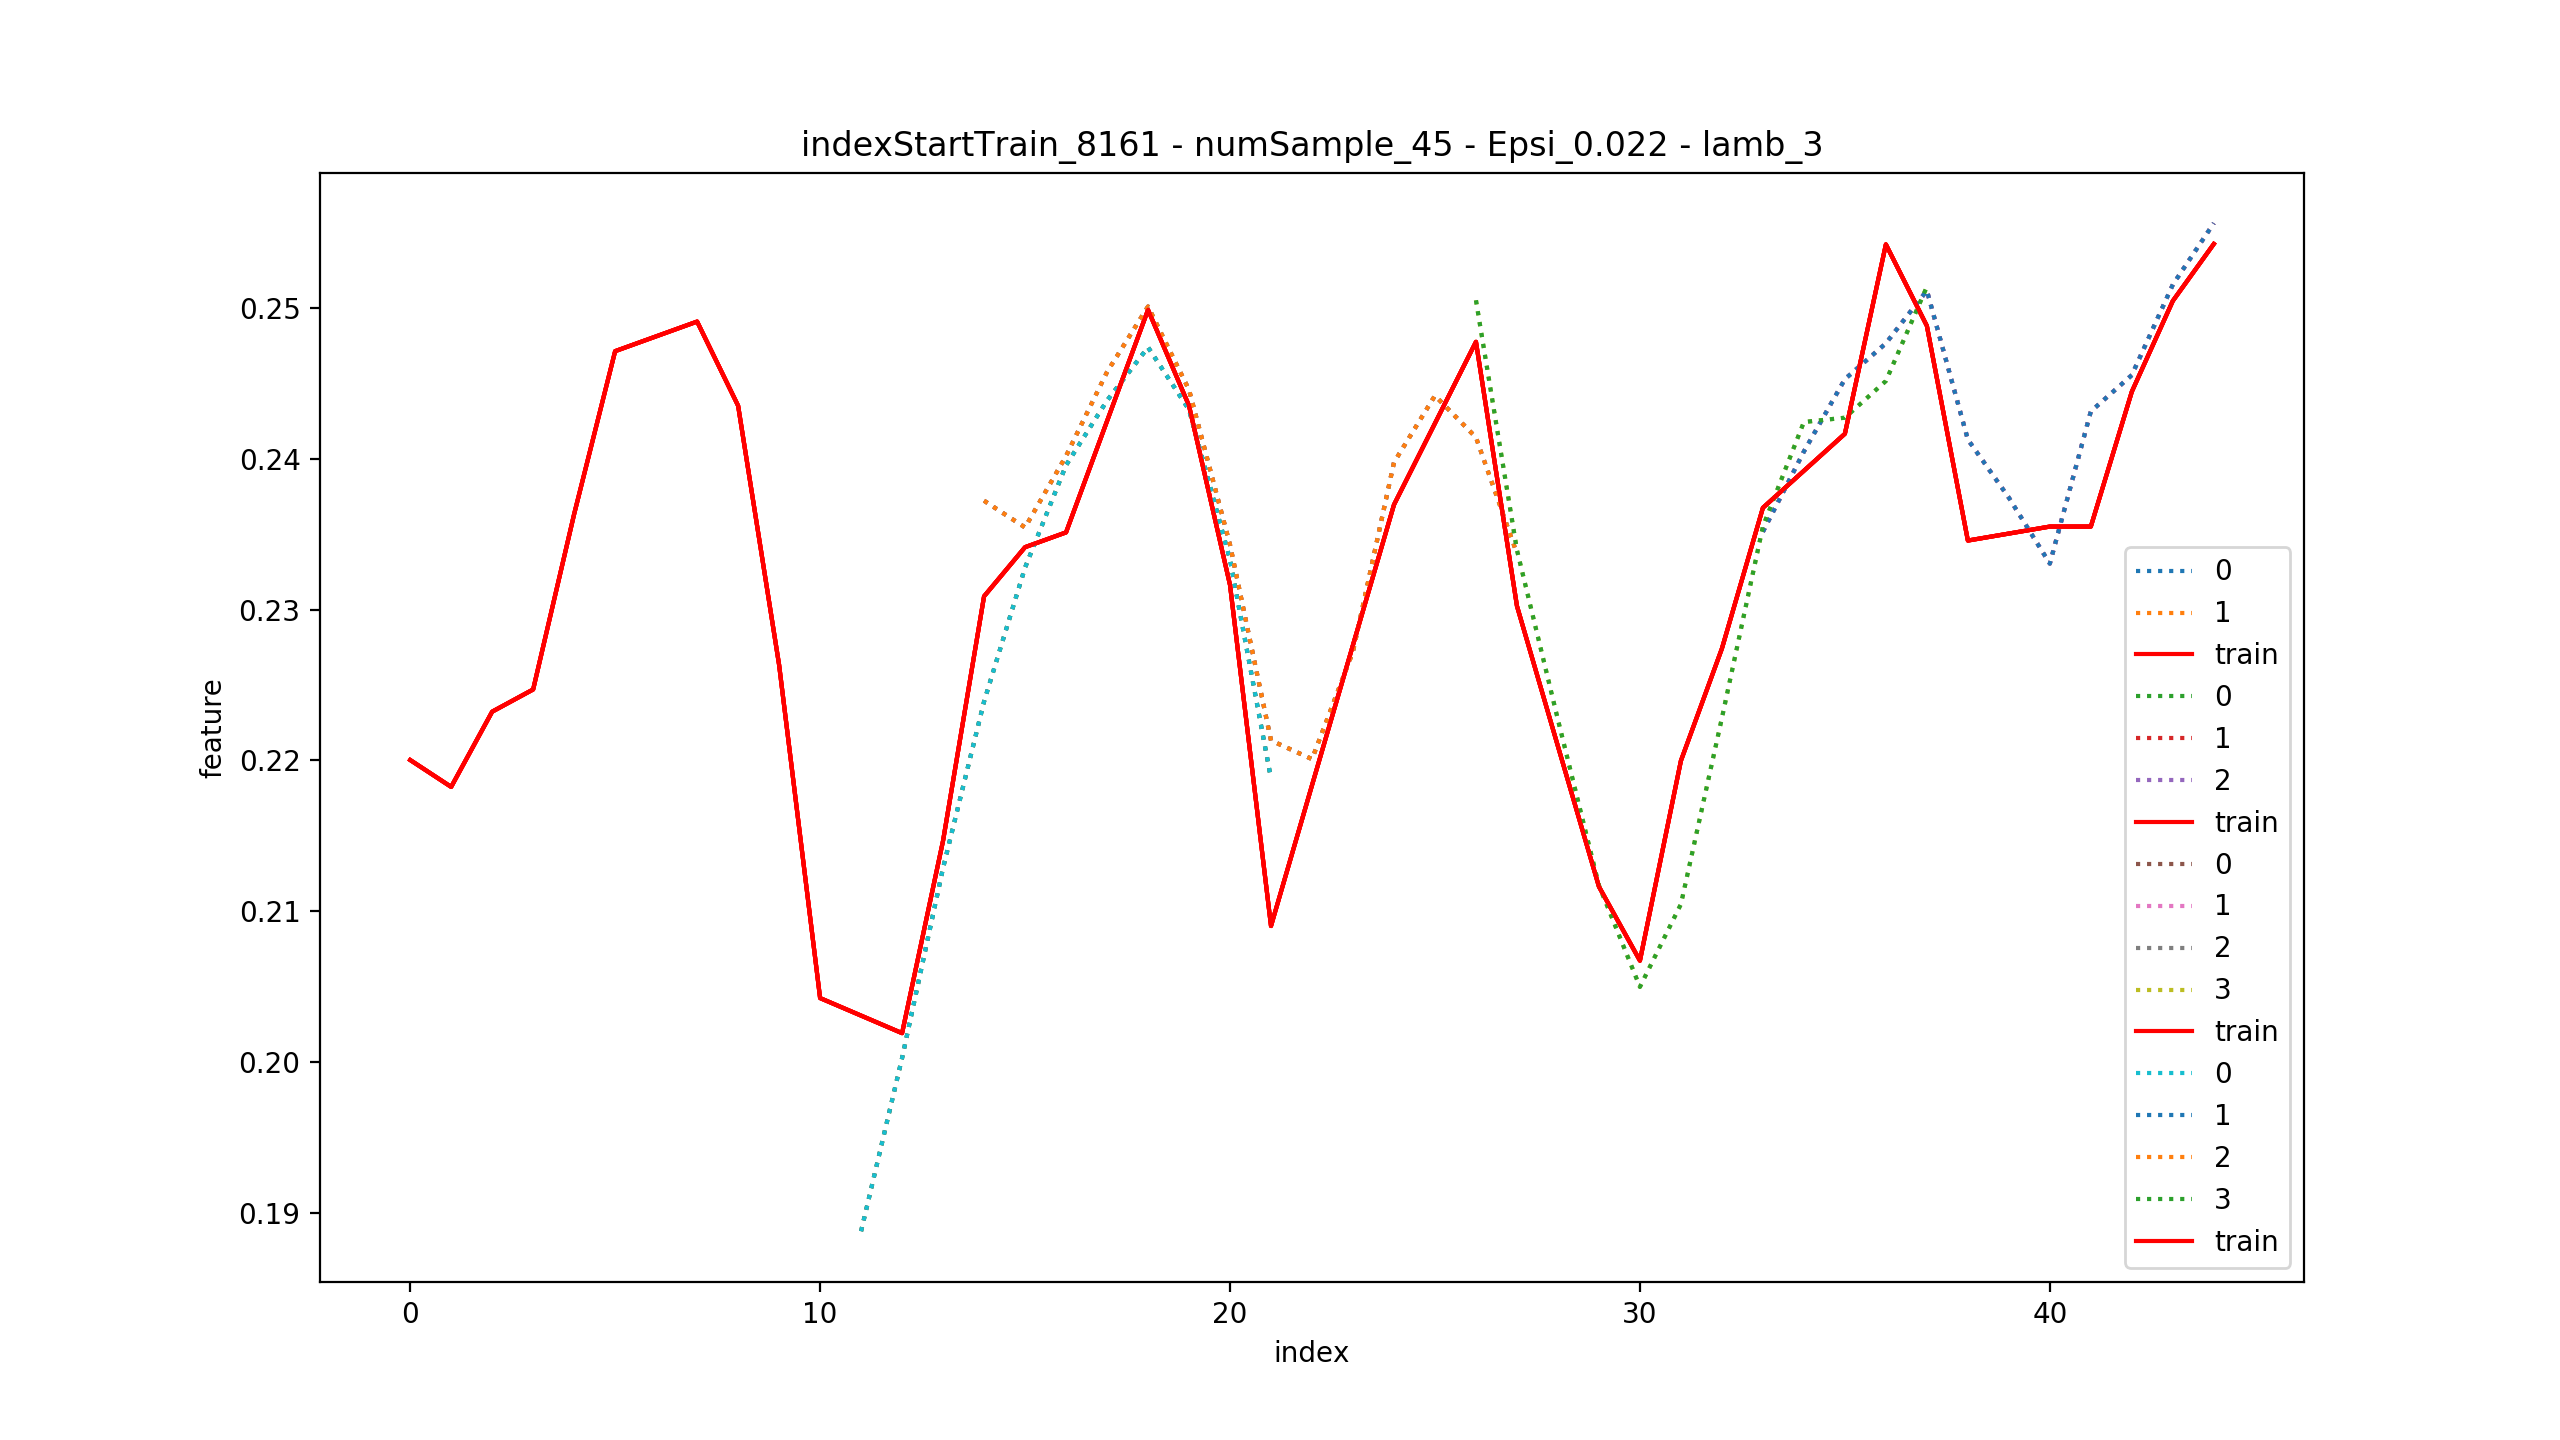 indexStartTrain_8161 - numSample_45 - Epsi_0.022 - lamb_3
feature
0.25
0.24
0.23
0.22
0.21
0.20
0.19
0
1
train
0
1
2
train
0
1
2
3
train
0
1
2
3
train
0 10 20 30 40
index